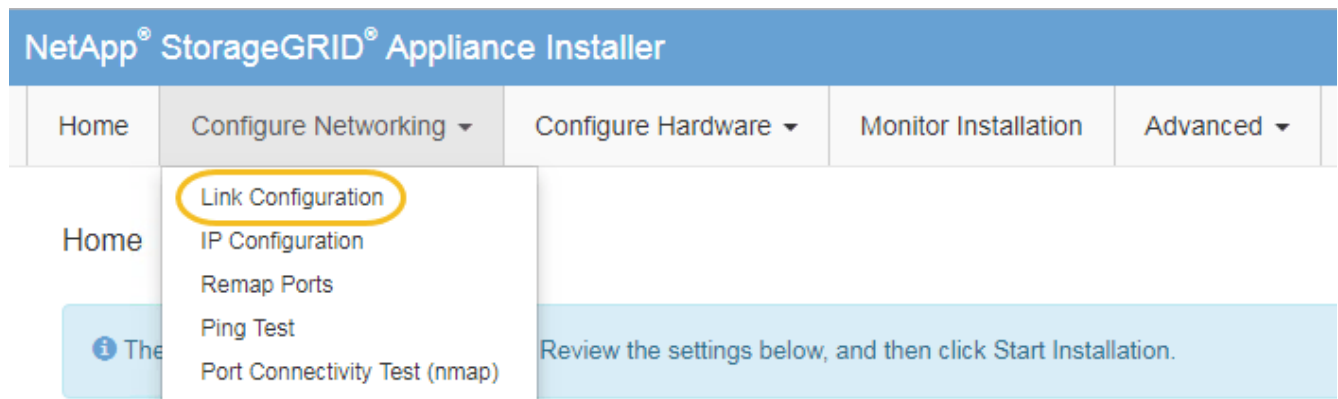 NetApp® StorageGRID® Appliance Installer
Home Configure Networking Configure Hardware Monitor Installation Advanced
Link Configuration
Home
IP Configuration
Remap Ports
Ping Test
The Review the settings below, and then click Start Installation.
Port Connectivity Test (nmap)